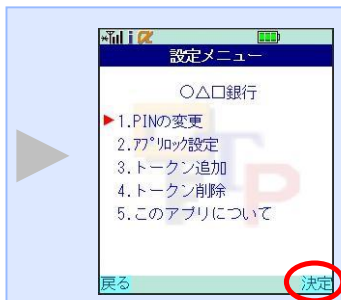 設定メニュー
○△□銀行
1.PINの変更
2.ｱﾌﾟﾘﾛｯｸ設定
3.トークン追加
4.トークン削除
5.このアプリについて
戻る 決定